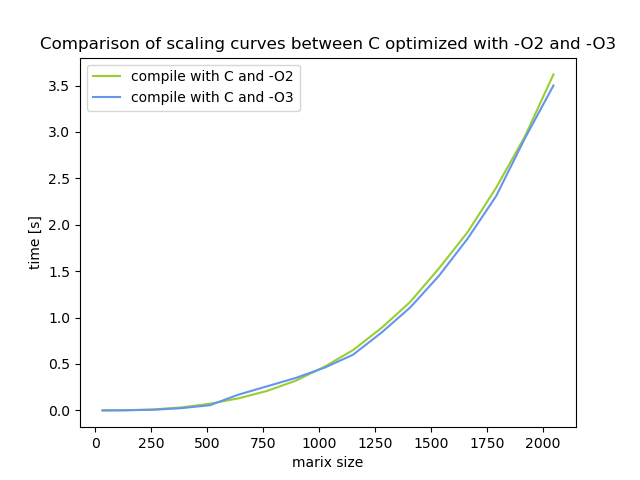 Comparison of scaling curves between C optimized with -O2 and -O3
compile with C and -O2
compile with C and -O3
time [s]
3.5
3.0
2.5
2.0
1.5
1.0
0.5
0.0
0 250 500 750 1000 1250 1500 1750 2000
marix size